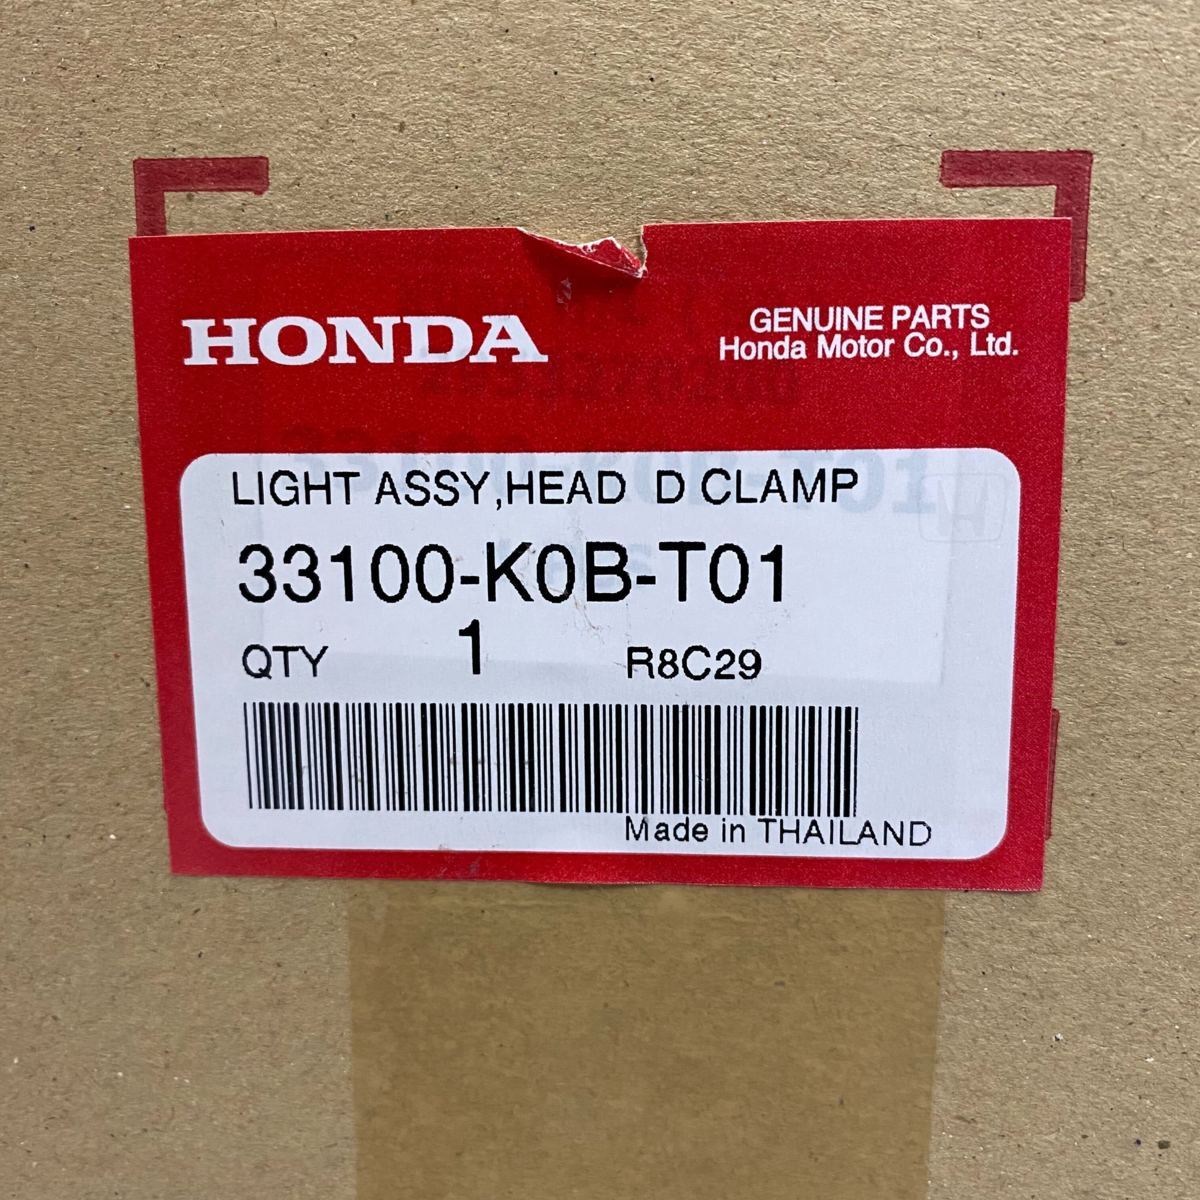 HONDA
GENUINE PARTS
Honda Motor Co., Ltd.
LIGHT ASSY,HEAD D CLAMP
33100-K0B-T01
QTY 1 R8C29
Made in THAILAND